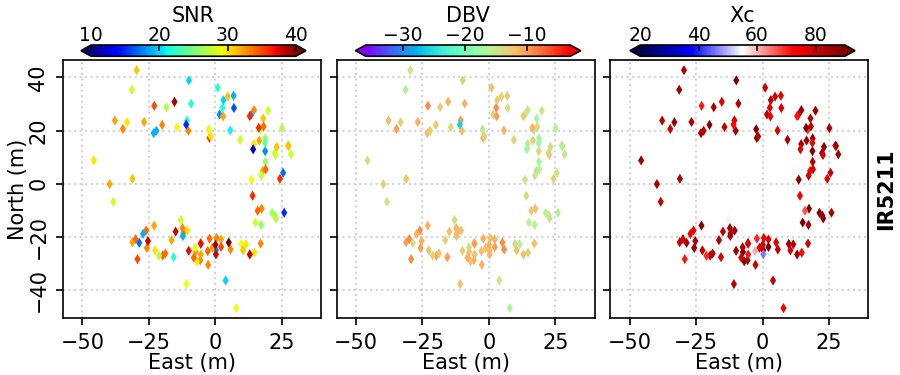 SNR DBV Xc
10 20 30 40 −30 −20 −10 20 40 60 80
40
20
0
−20
−40
North (m)
−50 −25 0 25 −50 −25 0 25 −50 −25 0 25
East (m) East (m) East (m)
IR5211